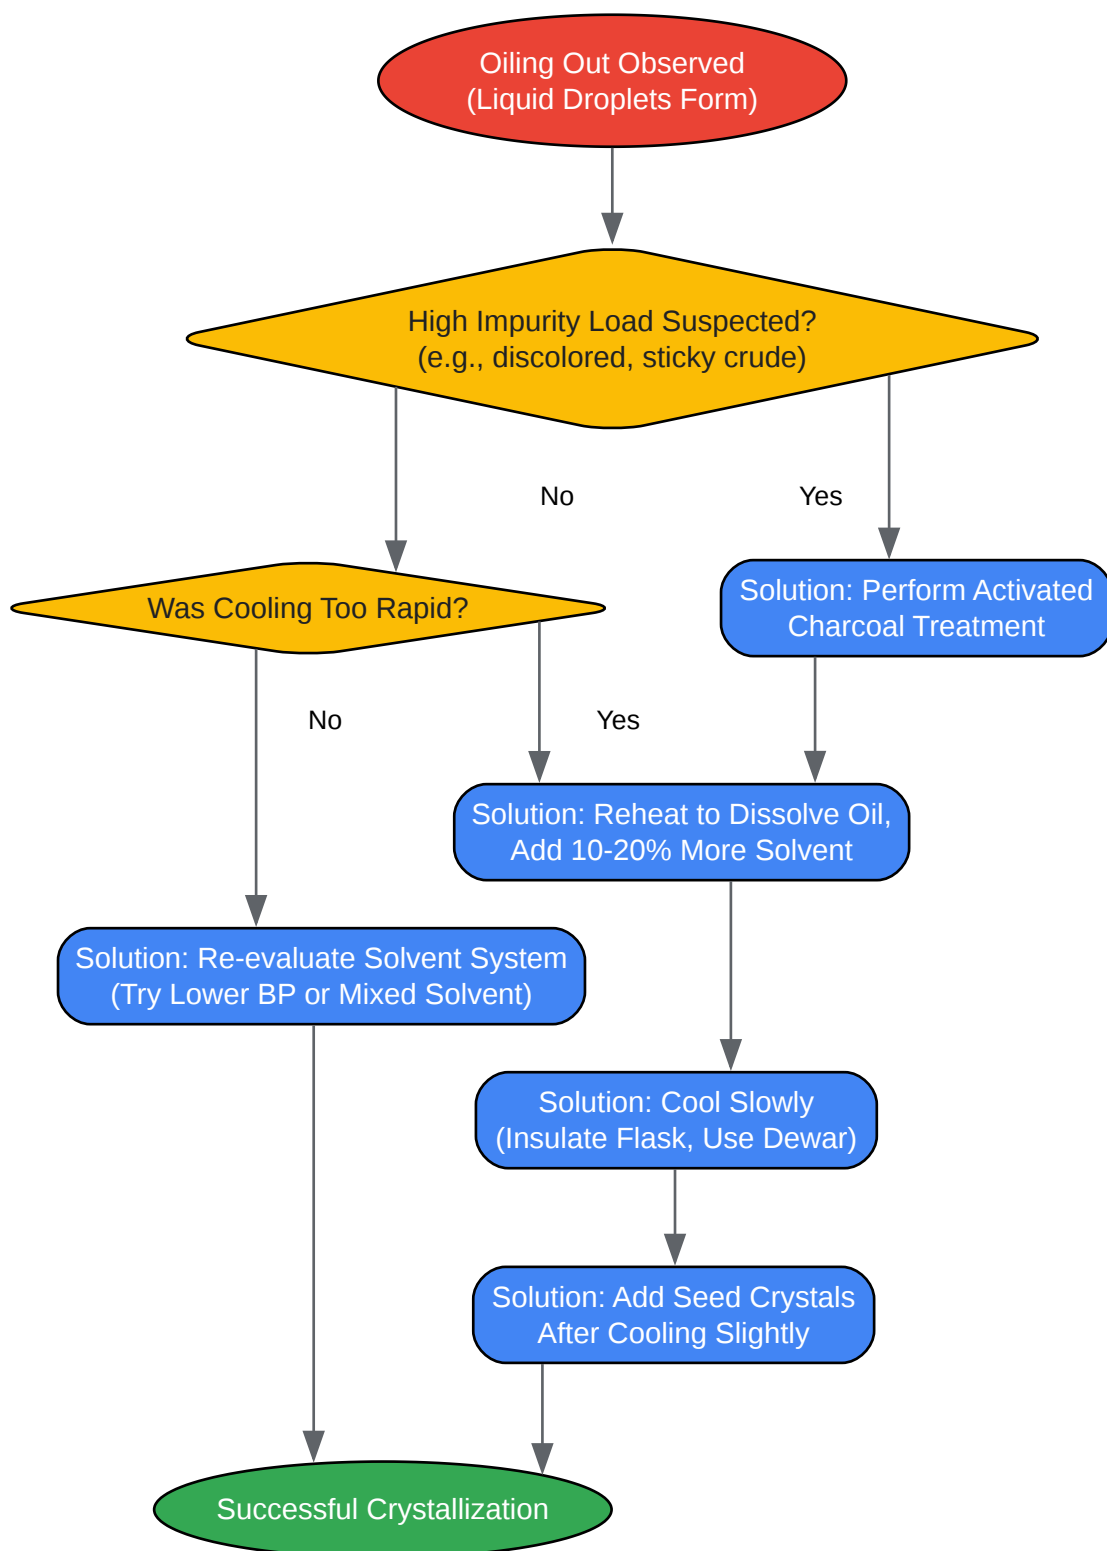 Oiling Out Observed
(Liquid Droplets Form)
High Impurity Load Suspected?
(e.g., discolored, sticky crude)
No
Yes
Was Cooling Too Rapid?
Solution: Perform Activated
Charcoal Treatment
No
Yes
Solution: Reheat to Dissolve Oil,
Add 10-20% More Solvent
Solution: Re-evaluate Solvent System
(Try Lower BP or Mixed Solvent)
Solution: Cool Slowly
(Insulate Flask, Use Dewar)
Solution: Add Seed Crystals
After Cooling Slightly
Successful Crystallization